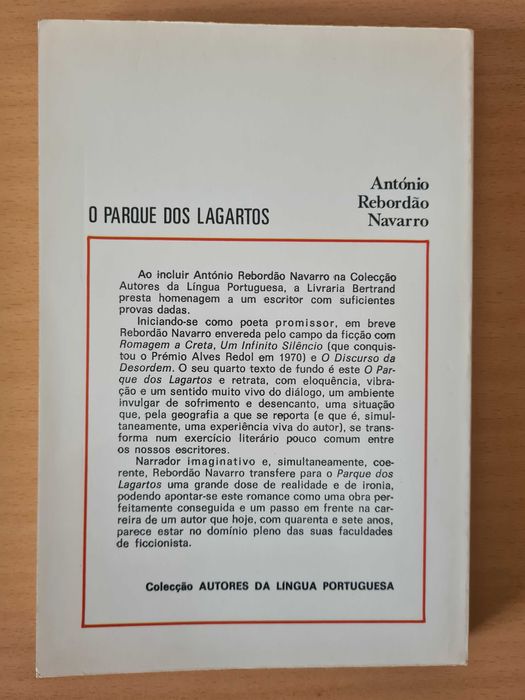 António
Rebordão
Navarro
O PARQUE DOS LAGARTOS
Ao incluir António Rebordão Navarro na Colecção
Autores da Língua Portuguesa, a Livraria Bertrand
presta homenagem a um escritor com suficientes
provas dadas.
Iniciando-se como poeta promissor, em breve
Rebordão Navarro envereda pelo campo da ficção com
Romagem a Creta, Um Infinito Silêncio (que conquis-
tou o Prémio Alves Redol em 1970) e O Discurso da
Desordem. O seu quarto texto de fundo é este O Par-
que dos Lagartos e retrata, com eloquência, vibra-
ção e um sentido muito vivo do diálogo, um ambiente
invulgar de sofrimento e desencanto, uma situação
que, pela geografia a que se reporta (e que é, simul-
taneamente, uma experiência viva do autor), se trans-
forma num exercício literário pouco comum entre
os nossos escritores.
Narrador imaginativo e, simultaneamente, coe-
rente, Rebordão Navarro transfere para o Parque dos
Lagartos uma grande dose de realidade e de ironia,
podendo apontar-se este romance como uma obra per-
feitamente conseguida e um passo em frente na car-
reira de um autor que hoje, com quarenta e sete anos,
parece estar no domínio pleno das suas faculdades
de ficcionista.
Colecção AUTORES DA LÍNGUA PORTUGUESA